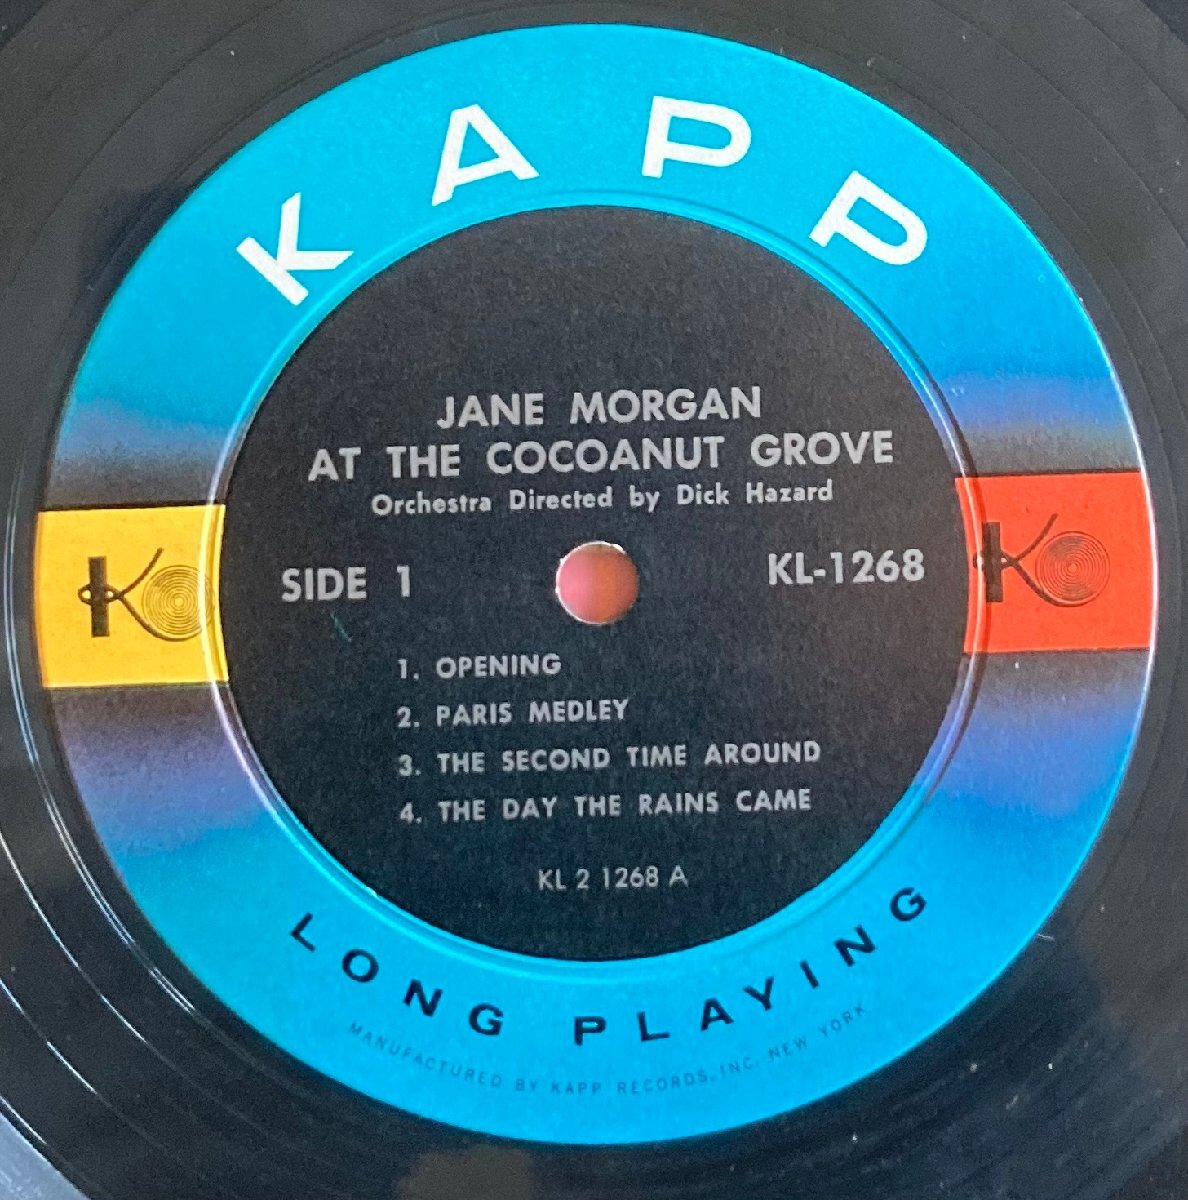 KAPP
JANE MORGAN
AT THE COCOANUT GROVE
Orchestra Directed by Dick Hazard
SIDE 1
KL-1268
K
K
1. OPENING
2. PARIS MEDLEY
3. THE SECOND TIME AROUND
4. THE DAY THE RAINS CAME
KL 2 1268 A
LONG PLAYING
MANUFACTURED BY KAPP RECORDS, INC. NEW YORK